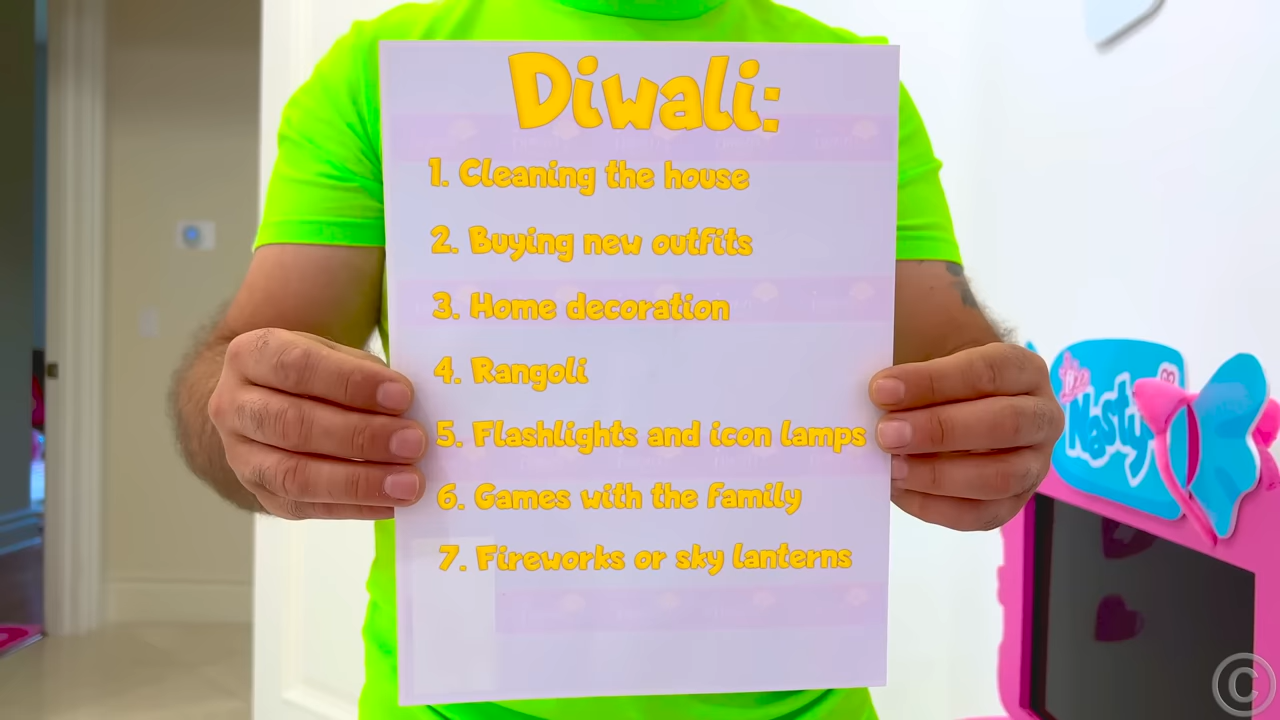 Diwali:
1. Cleaning the house
2. Buying new outfits
3. Home decoration
4. Rangoli
5. Flashlights and icon lamps
6. Games with the family
7. Fireworks or sky lanterns
Nasty
©